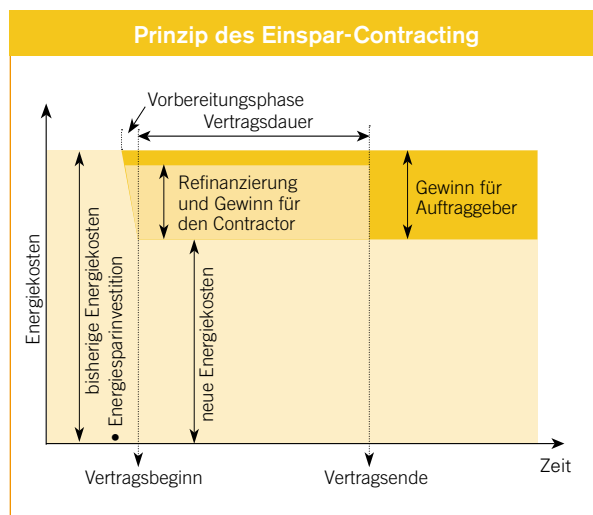 Prinzip des Einspar-Contracting
Vorbereitungsphase
Vertragsdauer
Refinanzierung
und Gewinn für
den Contractor
Gewinn für
Auftraggeber
Energiekosten
bisherige Energiekosten
• Energiesparinvestition
neue Energiekosten
Zeit
Vertragsbeginn
Vertragsende